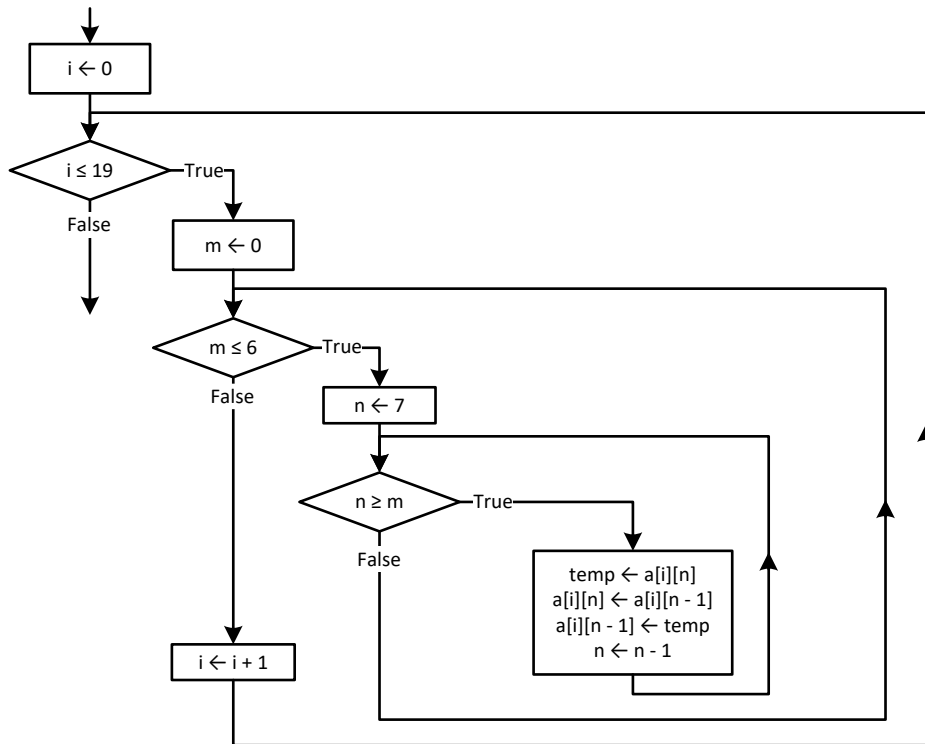 i ← 0
i ≤ 19
True
False
m ← 0
m ≤ 6
True
False
n ← 7
n ≥ m
True
False
temp ← a[i][n]
a[i][n] ← a[i][n - 1]
a[i][n - 1] ← temp
n ← n - 1
i ← i + 1